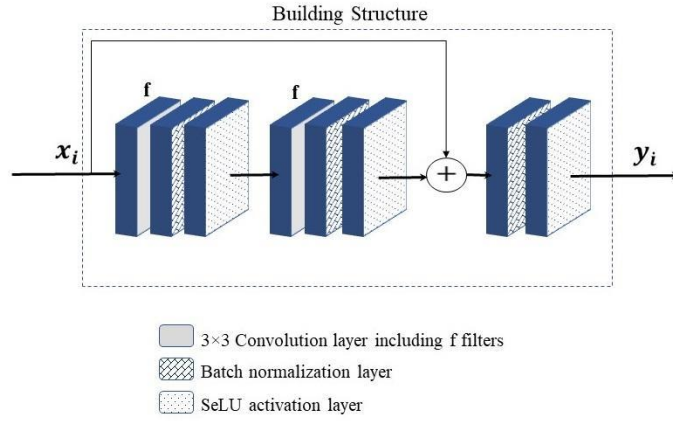 Building Structure
f
f
x_i
+
y_i
3×3 Convolution layer including f filters
Batch normalization layer
SeLU activation layer